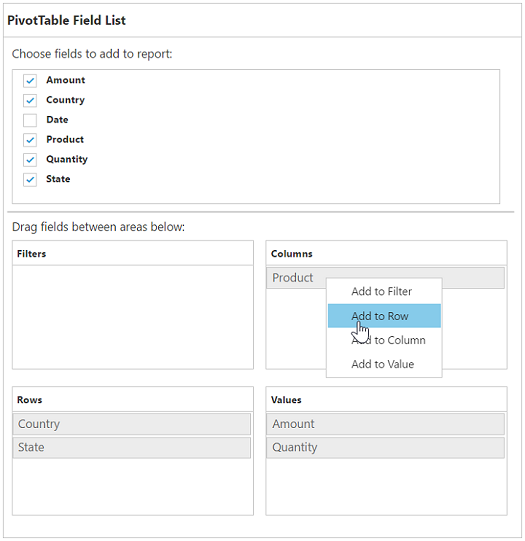 PivotTable Field List
Choose fields to add to report:
Amount
Country
Date
Product
Quantity
State
Drag fields between areas below:
Filters
Columns
Product
Add to Filter
Add to Row
Add to Column
Add to Value
Rows
Country
State
Values
Amount
Quantity